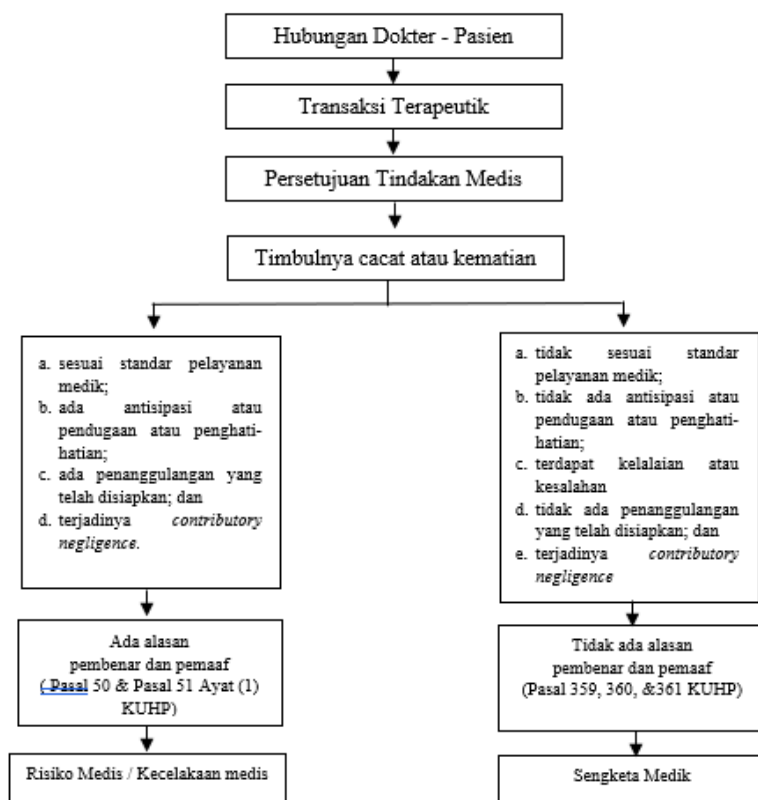 Hubungan Dokter - Pasien
Transaksi Terapeutik
Persetujuan Tindakan Medis
Timbulnya cacat atau kematian
a. sesuai standar pelayanan
medik;
b. ada antisipasi atau
pendugaan atau penghati-
hatian;
c. ada penanggulangan yang
telah disiapkan; dan
d. terjadinya contributory
negligence.
a. tidak sesuai standar
pelayanan medik;
b. tidak ada antisipasi atau
pendugaan atau penghati-
hatian;
c. terdapat kelalaian atau
kesalahan
d. tidak ada penanggulangan
yang telah disiapkan; dan
e. terjadinya contributory
negligence
Ada alasan
pembenar dan pemaaf
( Pasal 50 & Pasal 51 Ayat (1)
KUHP)
Tidak ada alasan
pembenar dan pemaaf
(Pasal 359, 360, &361 KUHP)
Risiko Medis / Kecelakaan medis
Sengketa Medik